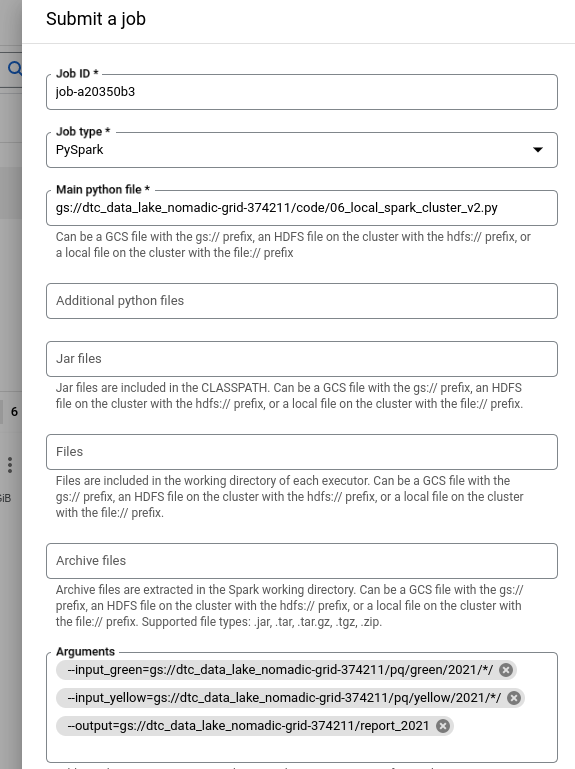 Submit a job
Job ID *
job-a20350b3
Job type *
PySpark
Main python file *
gs://dtc_data_lake_nomadic-grid-374211/code/06_local_spark_cluster_v2.py
Can be a GCS file with the gs:// prefix, an HDFS file on the cluster with the hdfs:// prefix, or
a local file on the cluster with the file:// prefix
Additional python files
Jar files
Jar files are included in the CLASSPATH. Can be a GCS file with the gs:// prefix, an HDFS
file on the cluster with the hdfs:// prefix, or a local file on the cluster with the file:// prefix.
6
Files
Files are included in the working directory of each executor. Can be a GCS file with the
gs:// prefix, an HDFS file on the cluster with the hdfs:// prefix, or a local file on the cluster
with the file:// prefix.
iB
Archive files
Archive files are extracted in the Spark working directory. Can be a GCS file with the gs://
prefix, an HDFS file on the cluster with the hdfs:// prefix, or a local file on the cluster with
the file:// prefix. Supported file types: .jar, .tar, .tar.gz, .tgz, .zip.
Arguments
--input_green=gs://dtc_data_lake_nomadic-grid-374211/pq/green/2021/*/
--input_yellow=gs://dtc_data_lake_nomadic-grid-374211/pq/yellow/2021/*/
--output=gs://dtc_data_lake_nomadic-grid-374211/report_2021